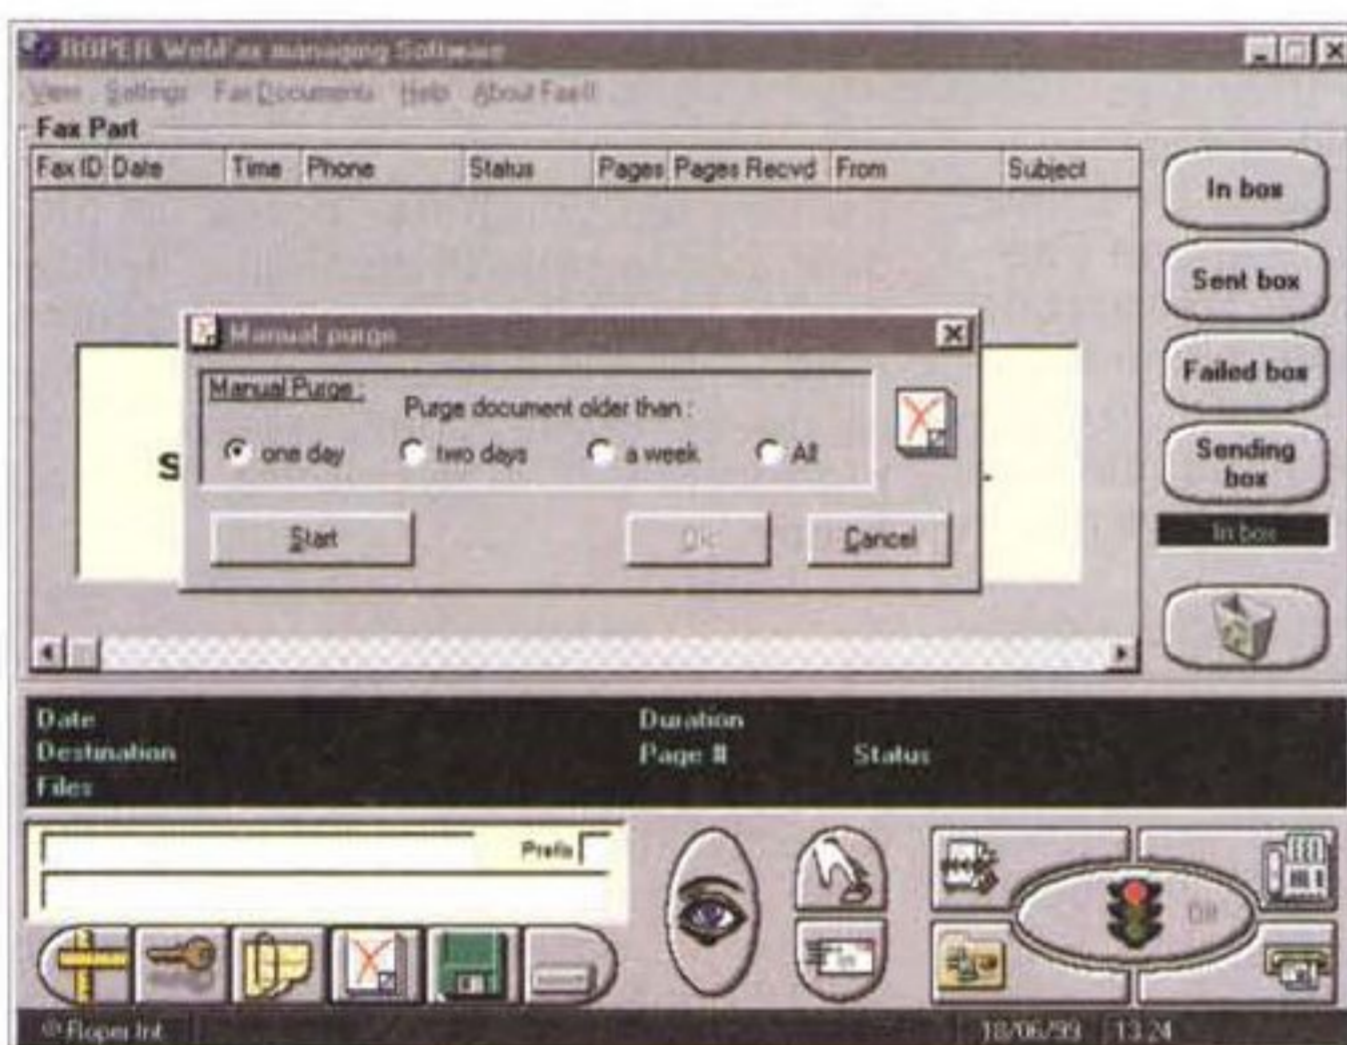 ROPER WebFax managing Software
View Settings Fax Documents Help About Fax-It
Fax Part
Fax ID Date Time Phone Status Pages Pages Recvd From Subject
In box
Sent box
Manual purge
Failed box
Manual Purge :
Purge document older than :
one day two days a week All
S
Sending box
Start Ok Cancel
In box
Date Duration
Destination Page # Status
Files
Prefix
Off
in
© Roper Int. 18/06/99 13:24